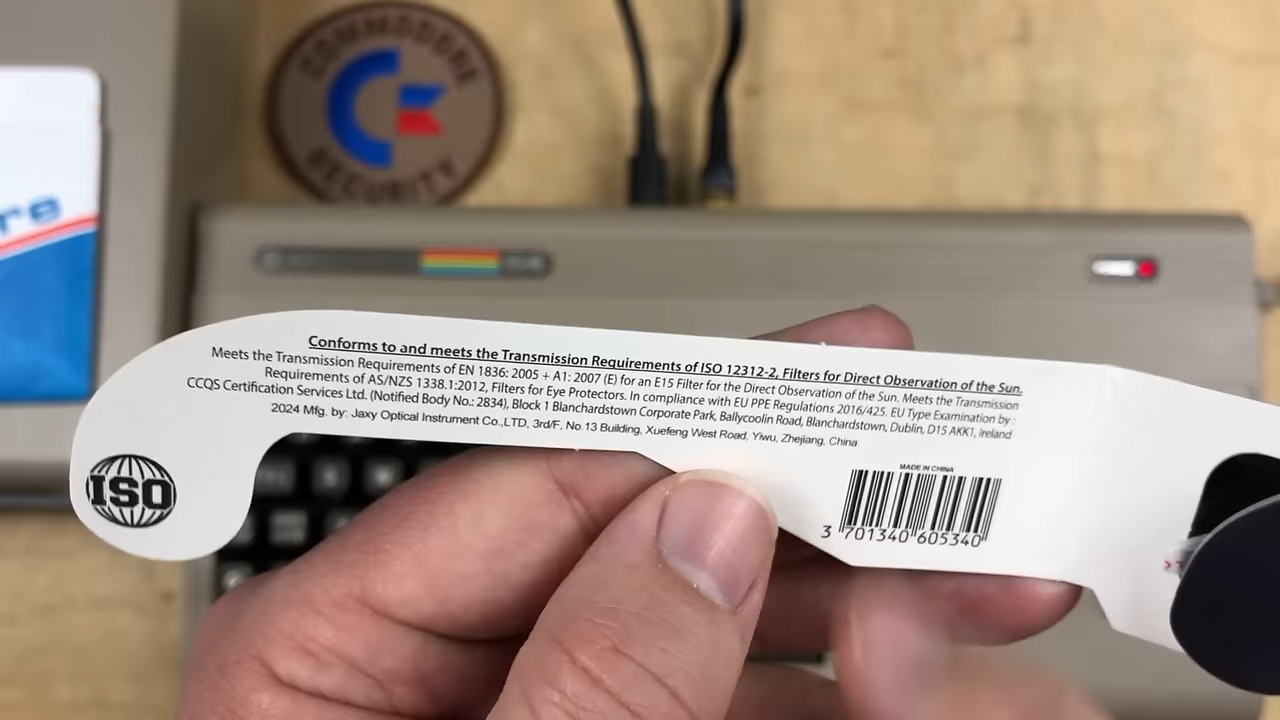 COMMODORE
SECURITY
re
Conforms to and meets the Transmission Requirements of ISO 12312-2, Filters for Direct Observation of the Sun.
Meets the Transmission Requirements of EN 1836: 2005 + A1: 2007 (E) for an E15 Filter for the Direct Observation of the Sun. Meets the Transmission
Requirements of AS/NZS 1338.1:2012, Filters for Eye Protectors. In compliance with EU PPE Regulations 2016/425. EU Type Examination by:
CCQS Certification Services Ltd. (Notified Body No.: 2834), Block 1 Blanchardstown Corporate Park, Ballycoolin Road, Blanchardstown, Dublin, D15 AKK1, Ireland
2024 Mfg. by: Jaxy Optical Instrument Co.,LTD, 3rd/F, No.13 Building, Xuefeng West Road, Yiwu, Zhejiang, China
ISO
MADE IN CHINA
3 701340 605340